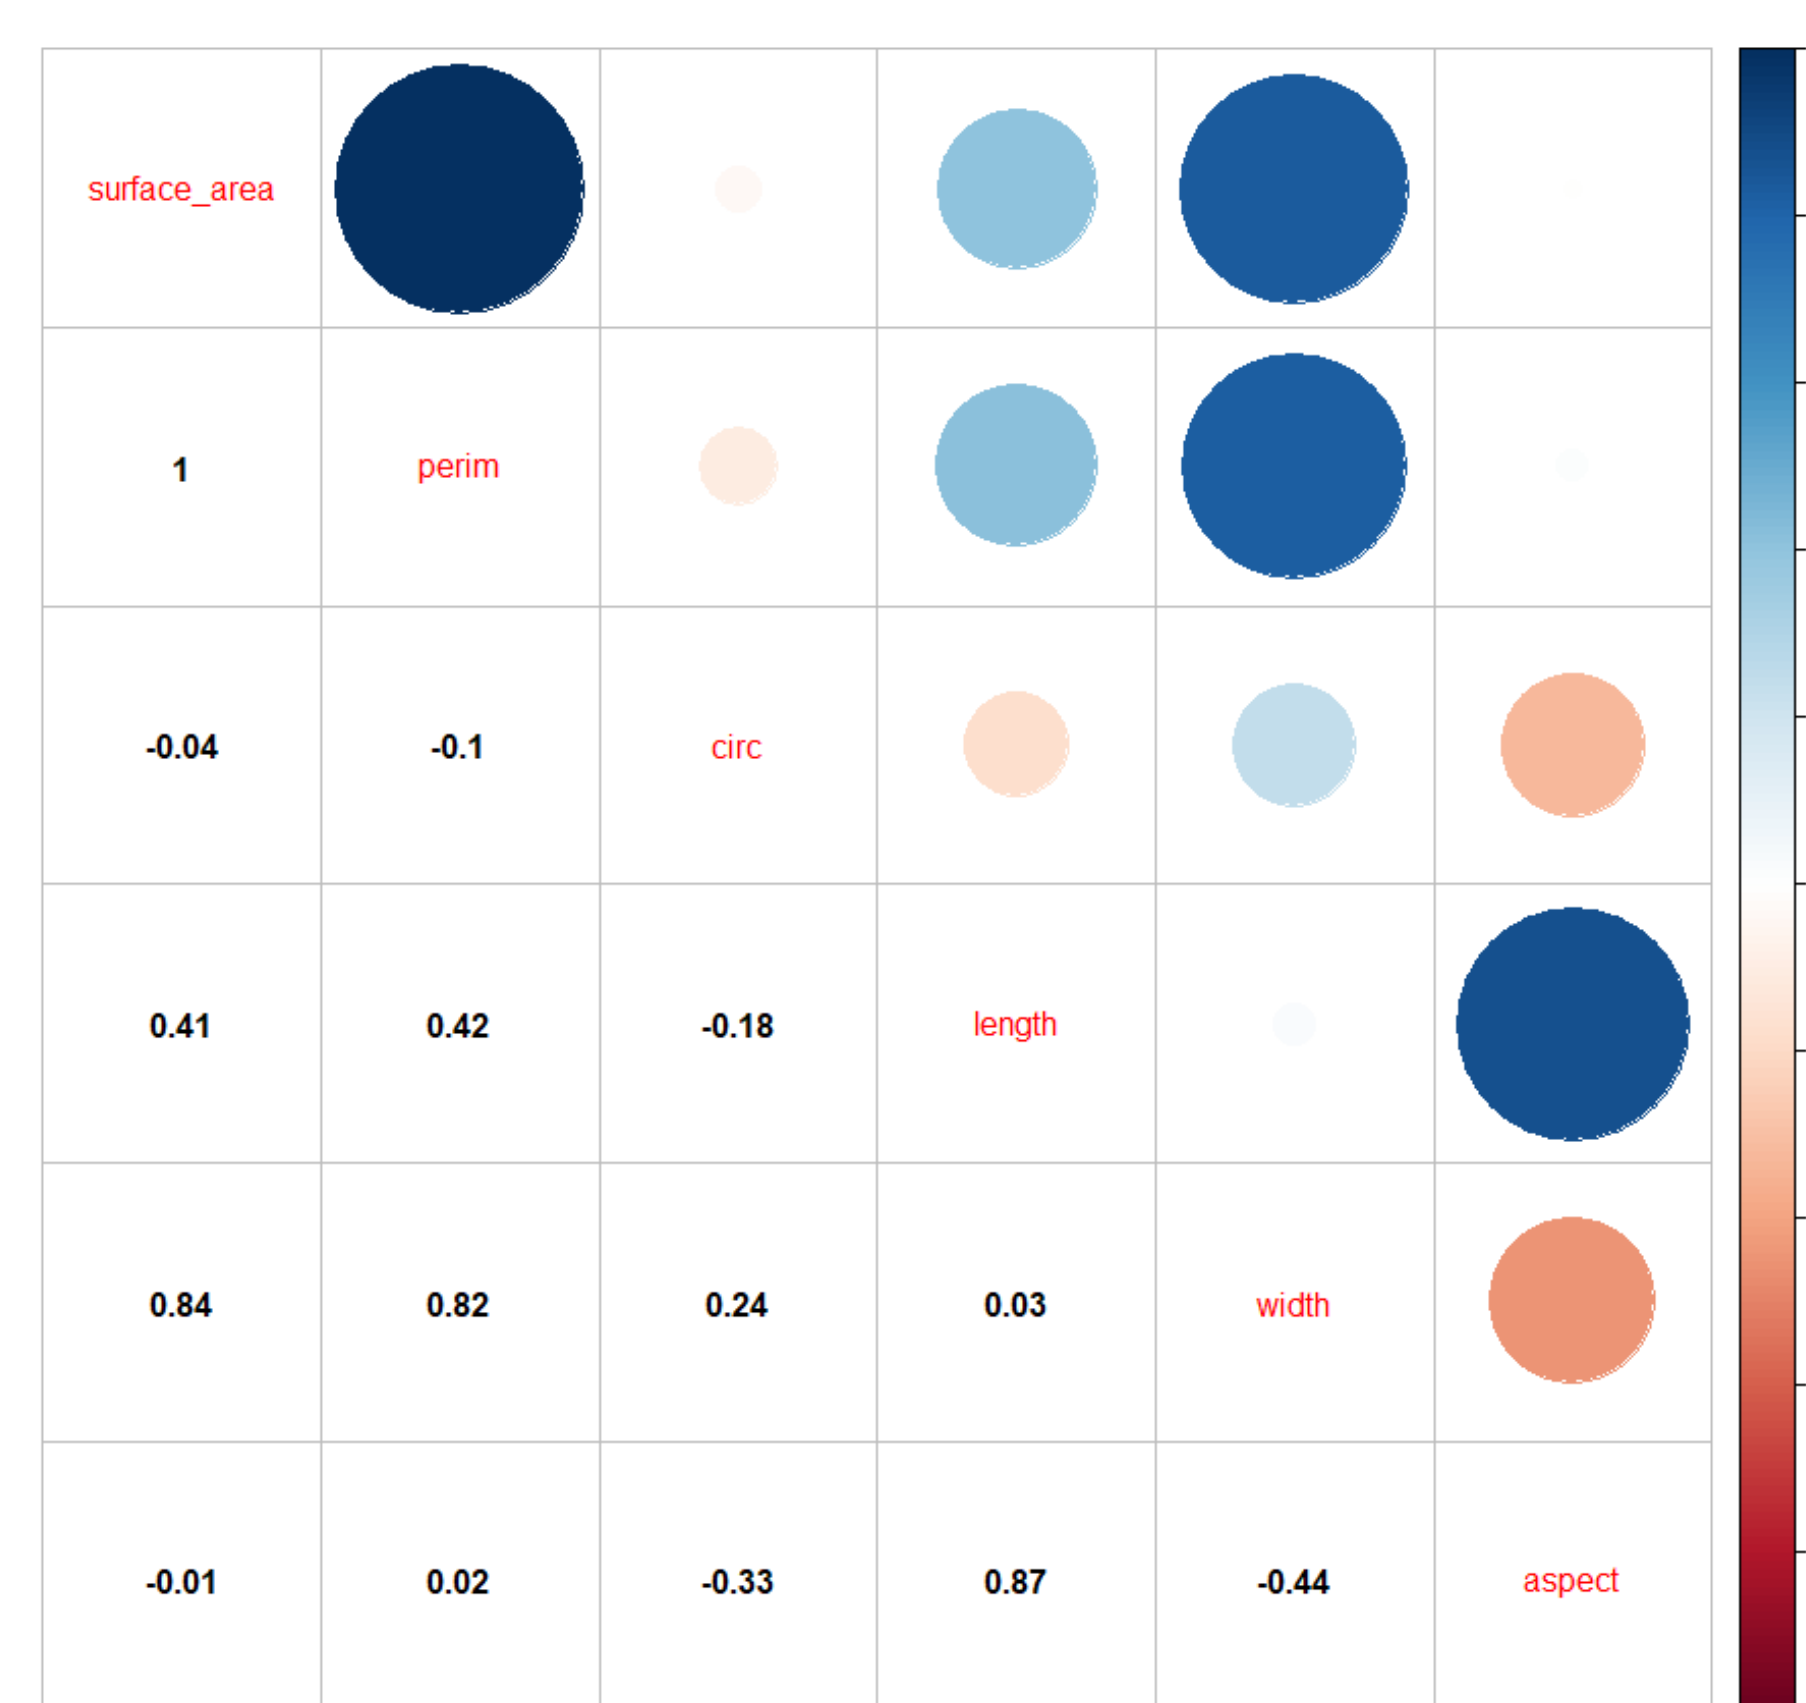 surface_area
1 perim
-0.04 -0.1 circ
0.41 0.42 -0.18 length
0.84 0.82 0.24 0.03 width
-0.01 0.02 -0.33 0.87 -0.44 aspect